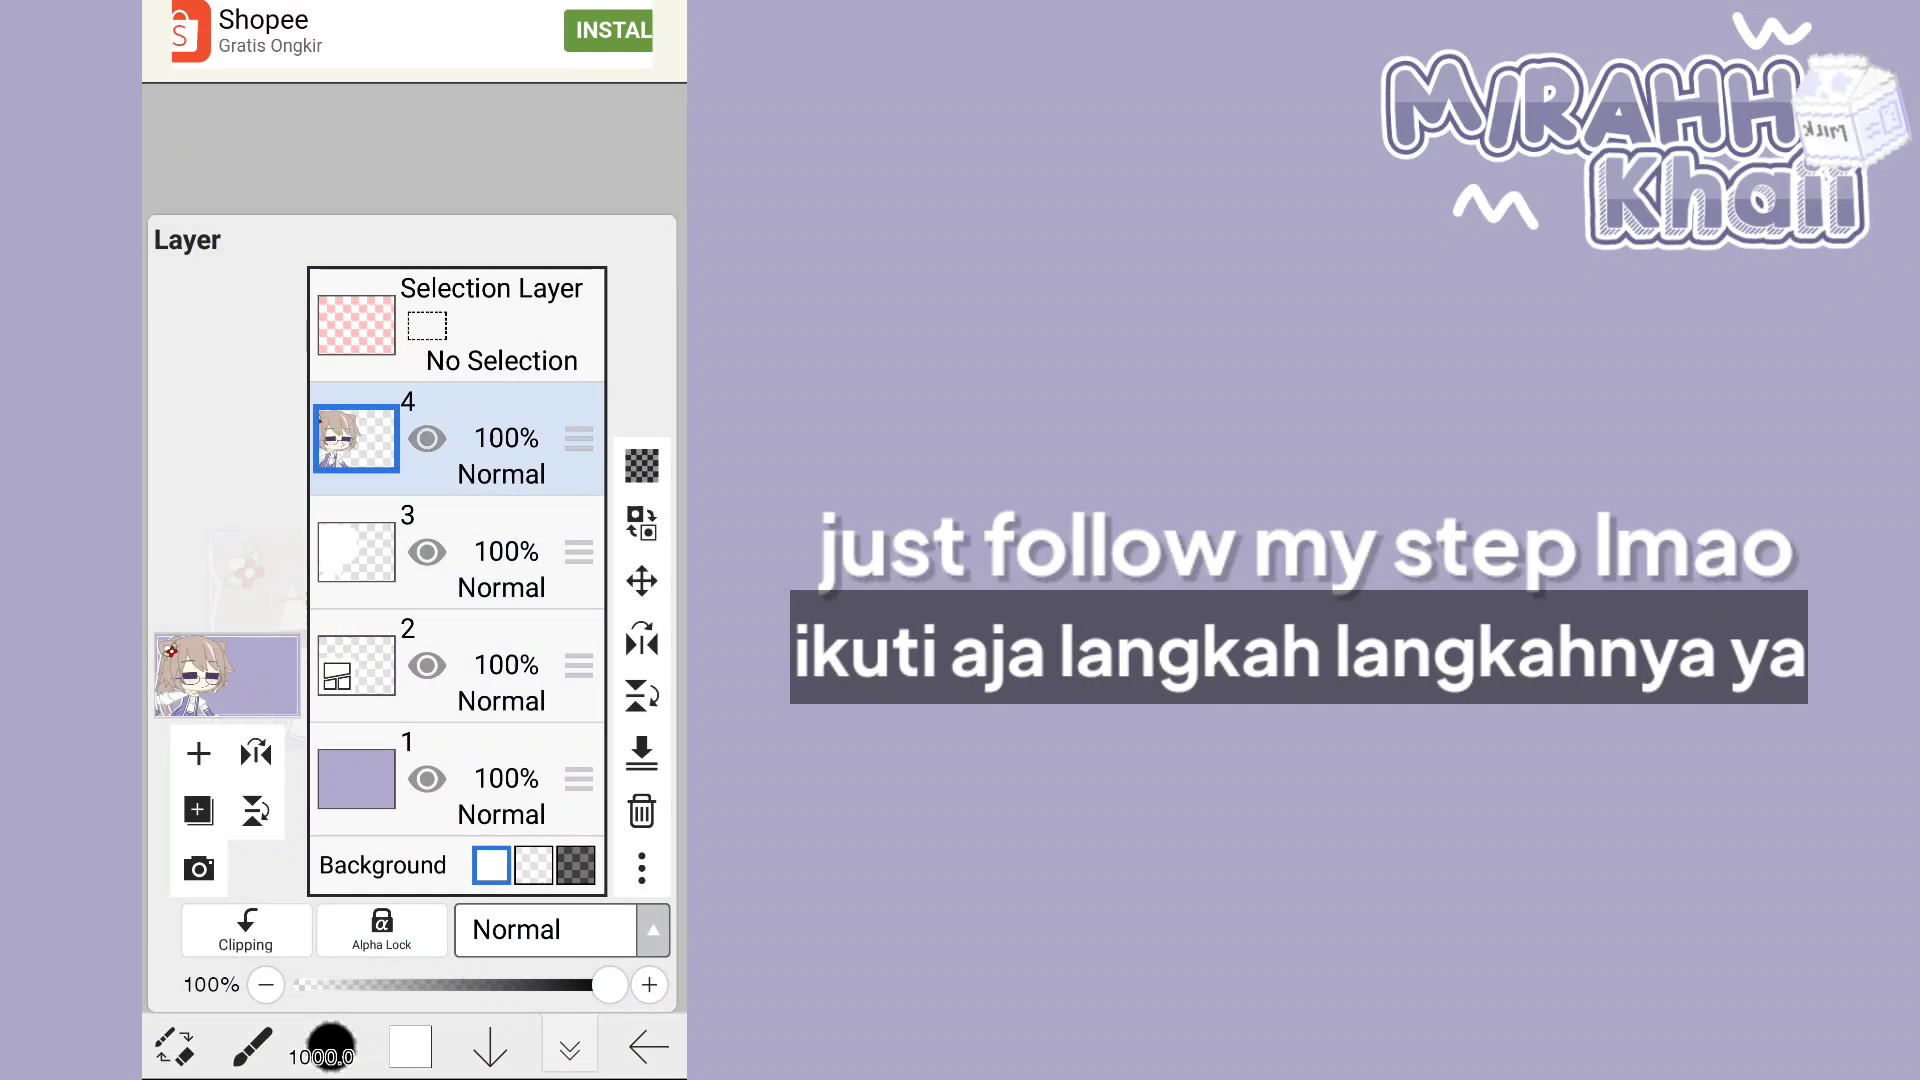 Shopee
Gratis Ongkir
INSTAL
MIRAHH
Khaii
milk
Layer
Selection Layer
No Selection
4
100%
Normal
3
100%
Normal
2
100%
Normal
1
100%
Normal
Background
Clipping
Alpha Lock
Normal
100%
1000.0
just follow my step lmao
ikuti aja langkah langkahnya ya